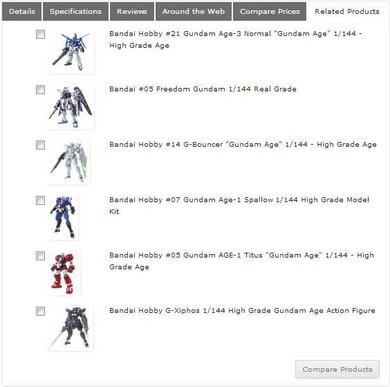 Details Specifications Reviews Around the Web Compare Prices Related Products
Bandai Hobby #21 Gundam Age-3 Normal "Gundam Age" 1/144 -
High Grade Age
Bandai #05 Freedom Gundam 1/144 Real Grade
Bandai Hobby #14 G-Bouncer "Gundam Age" 1/144 - High Grade Age
Bandai Hobby #07 Gundam Age-1 Spallow 1/144 High Grade Model
Kit
Bandai Hobby #05 Gundam AGE-1 Titus "Gundam Age" 1/144 - High
Grade Age
Bandai Hobby G-Xiphos 1/144 High Grade Gundam Age Action Figure
Compare Products